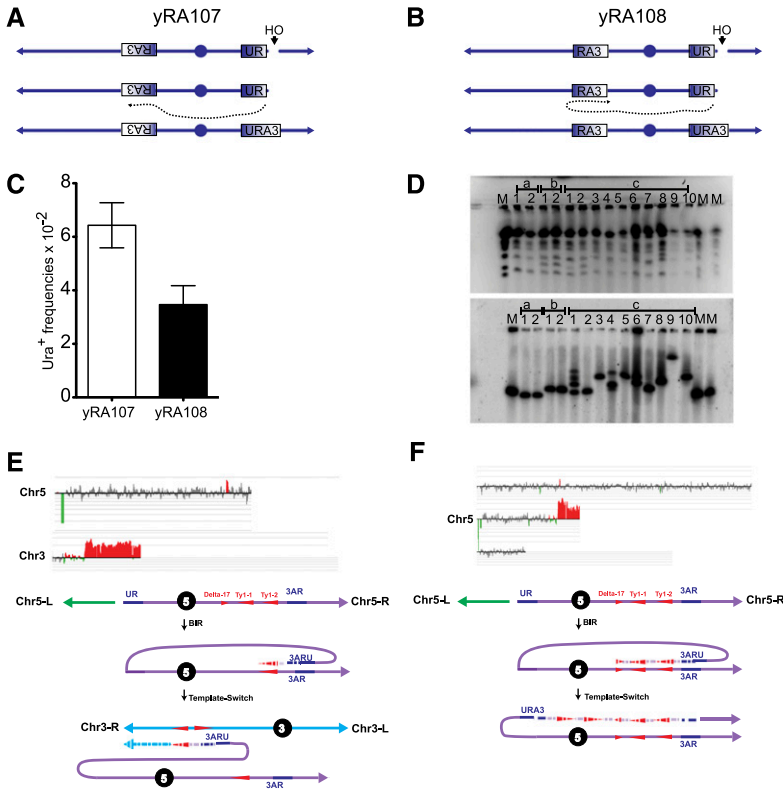 A
yRA107
HO
RA3
UR
RA3
UR
RA3
URA3
B
yRA108
HO
RA3
UR
RA3
UR
RA3
URA3
C
Ura+ frequencies x 10-2
8
6
4
2
0
yRA107
yRA108
D
a b c
M 1 2 1 2 1 2 3 4 5 6 7 8 9 10 M M
a b c
M 1 2 1 2 1 2 3 4 5 6 7 8 9 10 M M
E
Chr5
Chr3
Chr5-L
UR
5
Delta-17
Ty1-1
Ty1-2
3AR
Chr5-R
BIR
3ARU
5
3AR
Template-Switch
Chr3-R
3
Chr3-L
3ARU
5
3AR
F
Chr5
Chr5-L
UR
5
Delta-17
Ty1-1
Ty1-2
3AR
Chr5-R
BIR
3ARU
5
3AR
Template-Switch
URA3
5
3AR